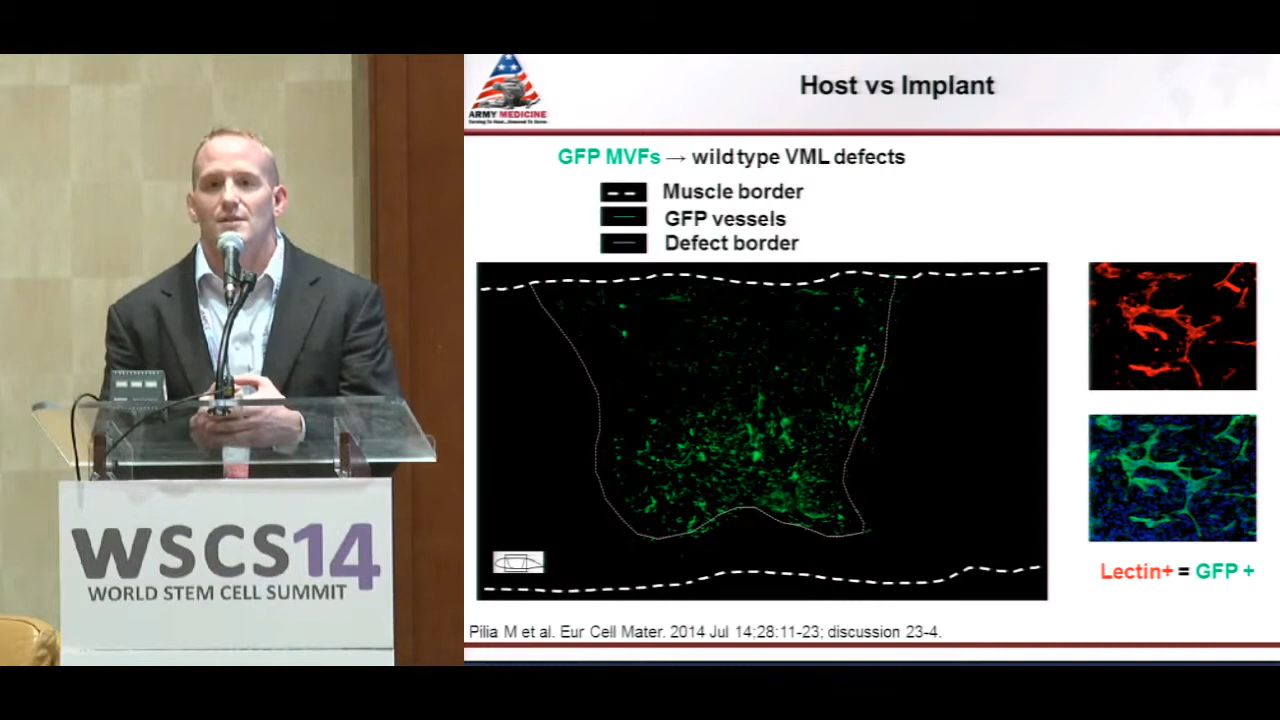 WSCS14
WORLD STEM CELL SUMMIT
ARMY MEDICINE
Host vs Implant
GFP MVFs → wild type VML defects
Muscle border
GFP vessels
Defect border
Lectin+ = GFP +
Pilia M et al. Eur Cell Mater. 2014 Jul 14;28:11-23; discussion 23-4.